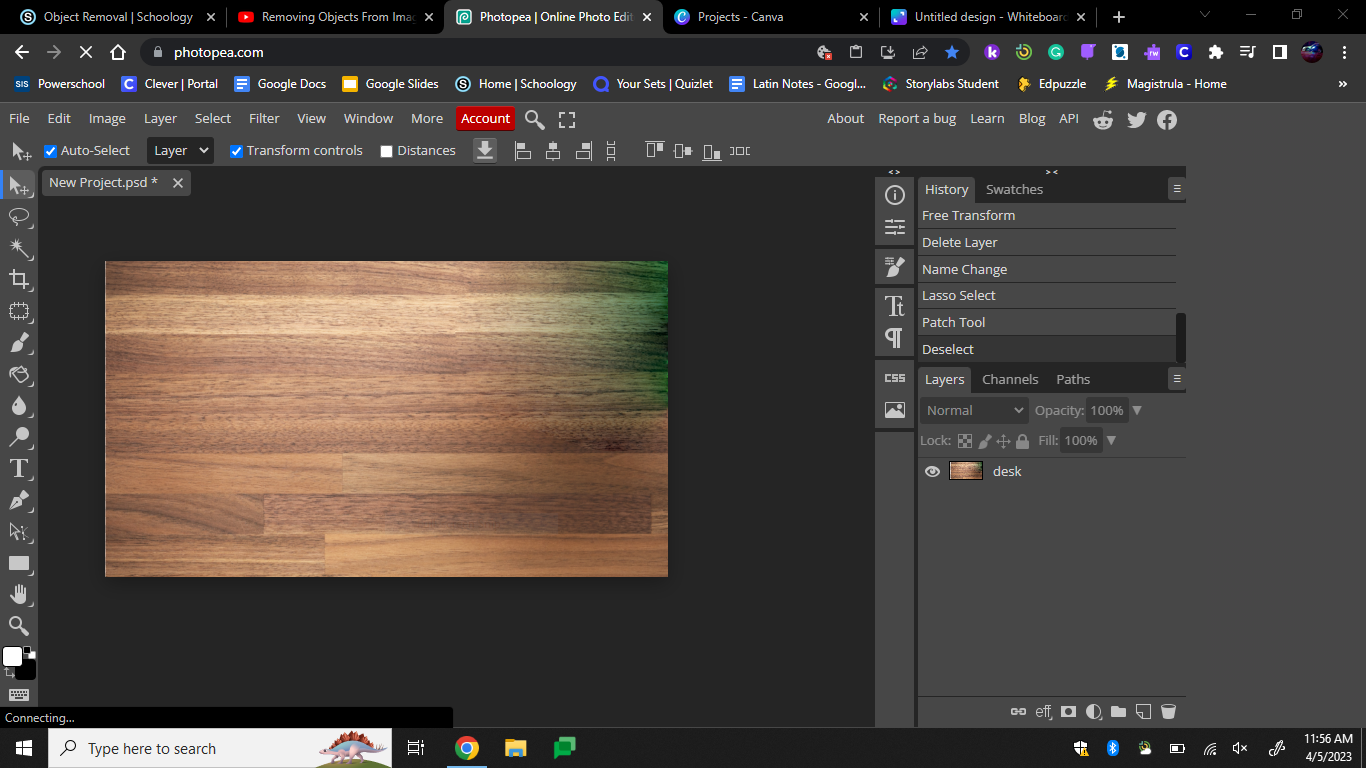 Object Removal | Schoology
Removing Objects From Imag
Photopea | Online Photo Edit
Projects - Canva
Untitled design - Whiteboard
photopea.com
SIS Powerschool
C Clever | Portal
Google Docs
Google Slides
S Home | Schoology
Your Sets | Quizlet
Latin Notes - Googl...
Storylabs Student
Edpuzzle
Magistrula - Home
»
File Edit Image Layer Select Filter View Window More Account
About Report a bug Learn Blog API
Auto-Select Layer Transform controls Distances
New Project.psd *
< >
> <
History Swatches
Free Transform
Delete Layer
Name Change
Lasso Select
Patch Tool
Deselect
CSS
Layers Channels Paths
Normal Opacity: 100%
Lock: Fill: 100%
desk
eff
Connecting...
Type here to search
11:56 AM
4/5/2023